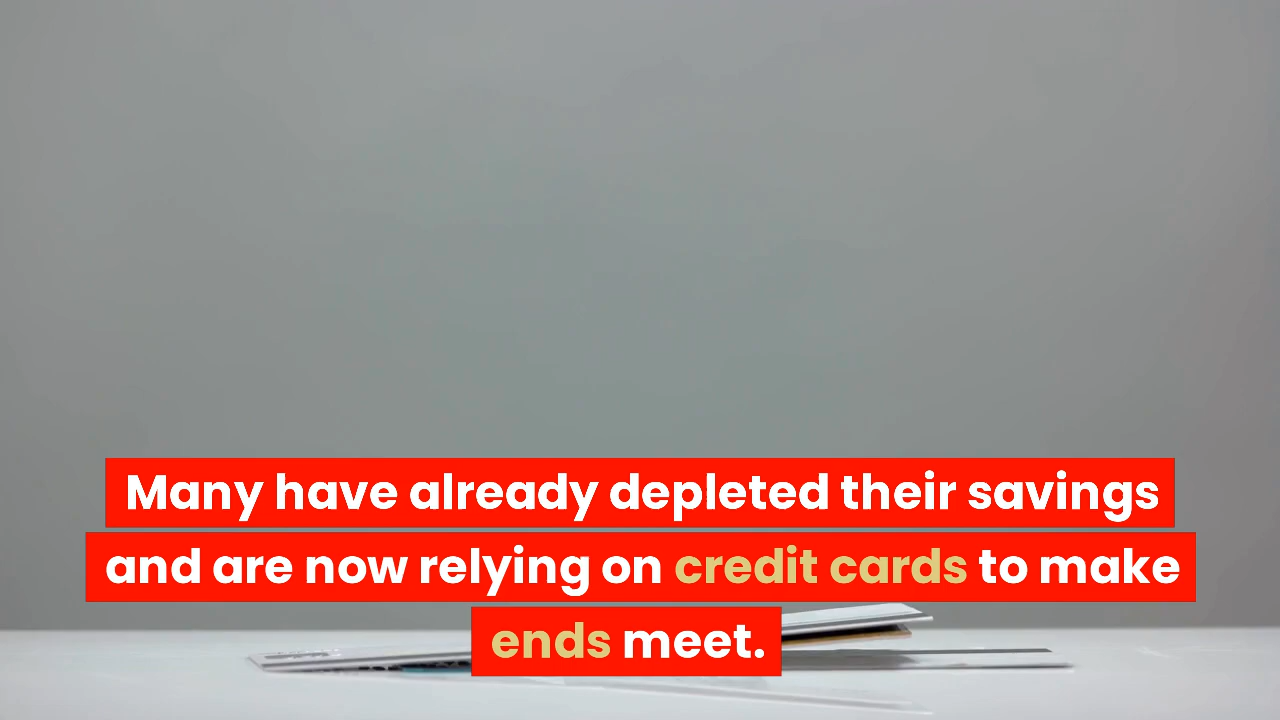 Many have already depleted their savings
and are now relying on credit cards to make
ends meet.